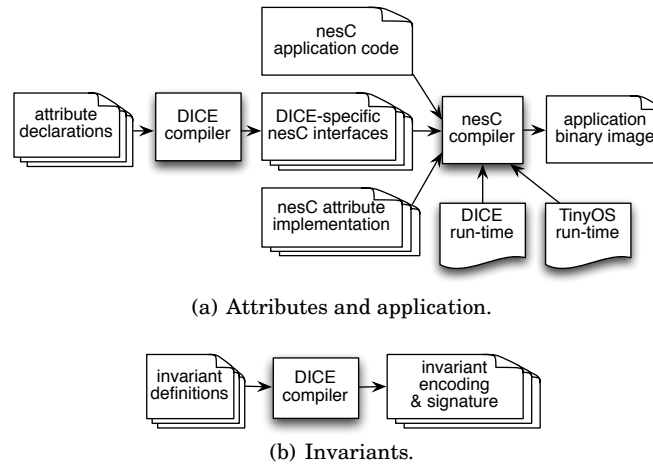 nesC
application code
attribute
declarations
DICE
compiler
DICE-specific
nesC interfaces
nesC
compiler
application
binary image
nesC attribute
implementation
DICE
run-time
TinyOS
run-time
(a) Attributes and application.
invariant
definitions
DICE
compiler
invariant
encoding
& signature
(b) Invariants.